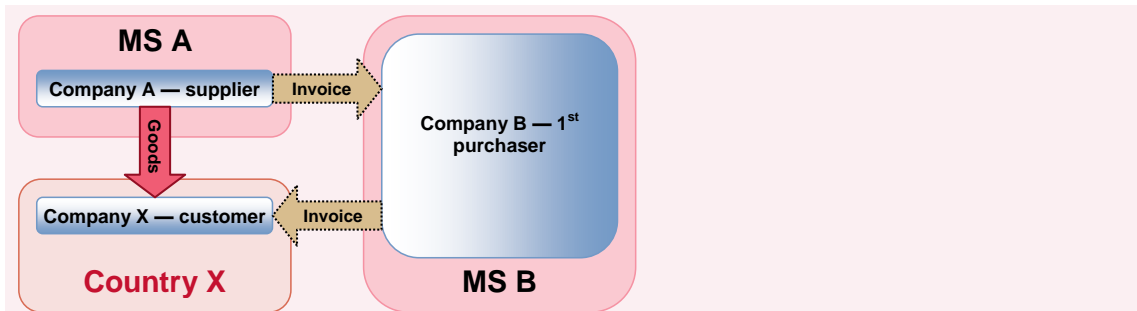 MS A
Company A — supplier
Invoice
Goods
Company B — 1st
purchaser
Company X — customer
Invoice
Country X
MS B